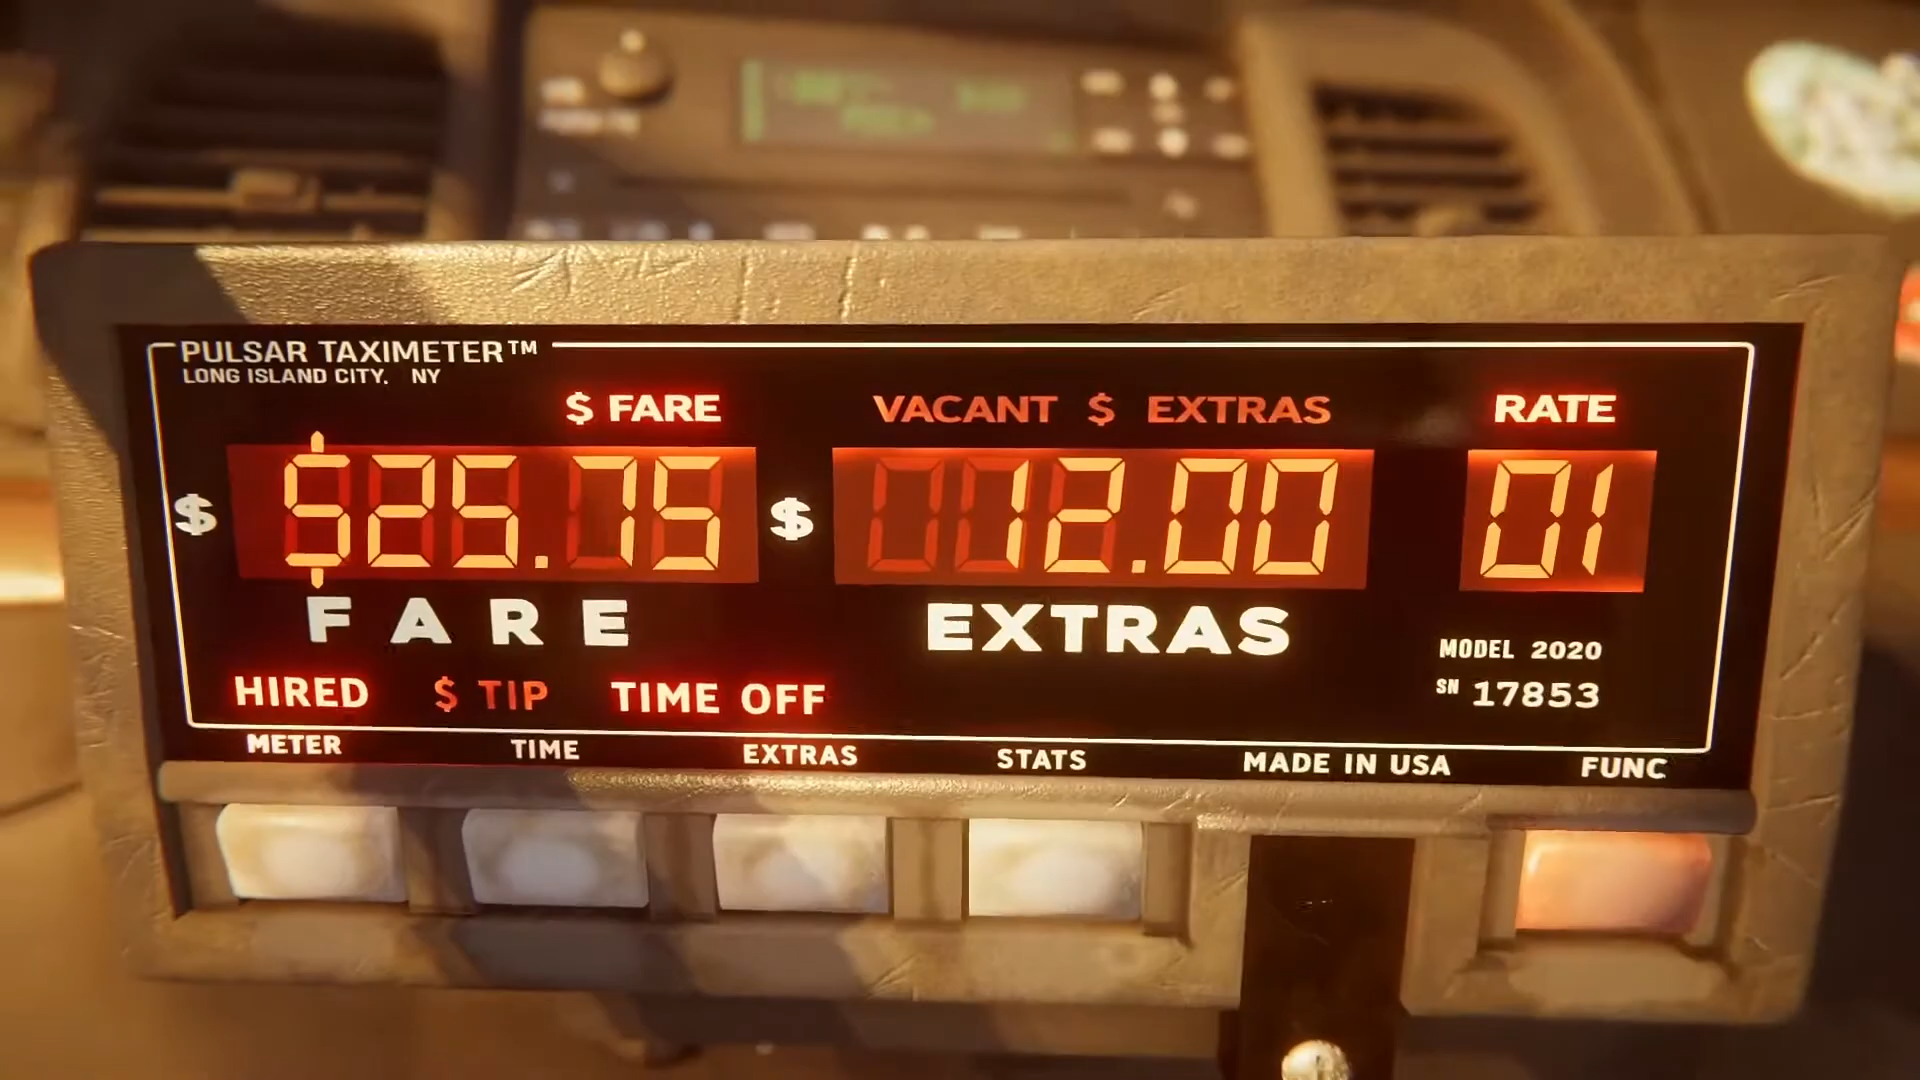 PULSAR TAXIMETER™
LONG ISLAND CITY, NY
$ FARE VACANT $ EXTRAS RATE
$ $25.75 $ 12.00 01
FARE EXTRAS
MODEL 2020
HIRED $ TIP TIME OFF
SN 17853
METER TIME EXTRAS STATS MADE IN USA FUNC